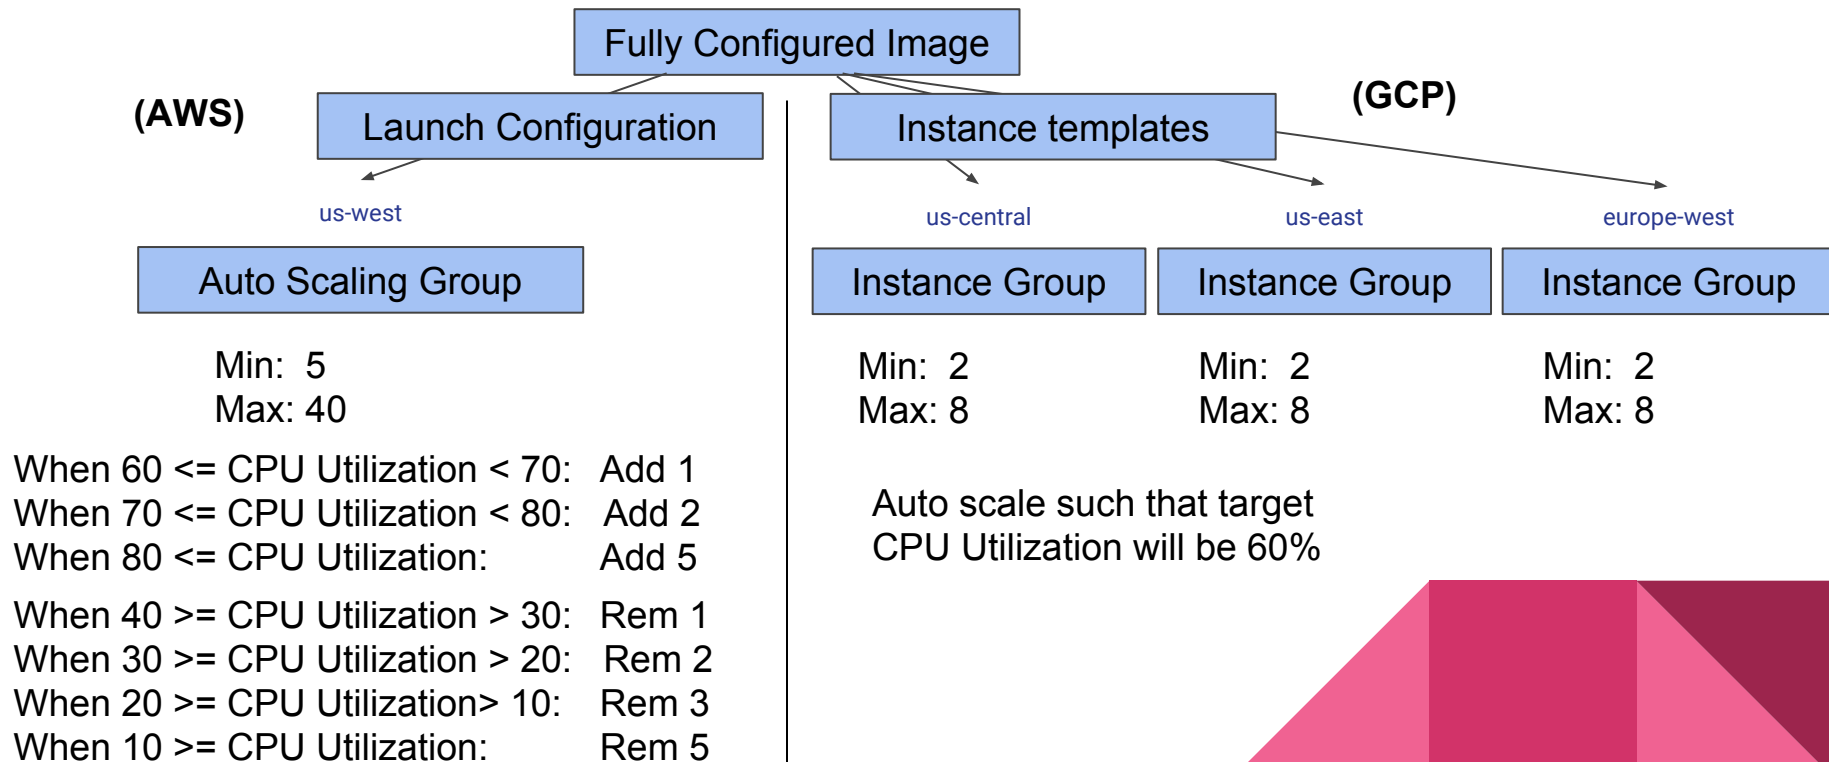 Fully Configured Image
(AWS)
Launch Configuration
us-west
Auto Scaling Group
Min: 5
Max: 40
When 60 <= CPU Utilization < 70: Add 1
When 70 <= CPU Utilization < 80: Add 2
When 80 <= CPU Utilization: Add 5
When 40 >= CPU Utilization > 30: Rem 1
When 30 >= CPU Utilization > 20: Rem 2
When 20 >= CPU Utilization> 10: Rem 3
When 10 >= CPU Utilization: Rem 5
(GCP)
Instance templates
us-central
Instance Group
Min: 2
Max: 8
us-east
Instance Group
Min: 2
Max: 8
europe-west
Instance Group
Min: 2
Max: 8
Auto scale such that target
CPU Utilization will be 60%